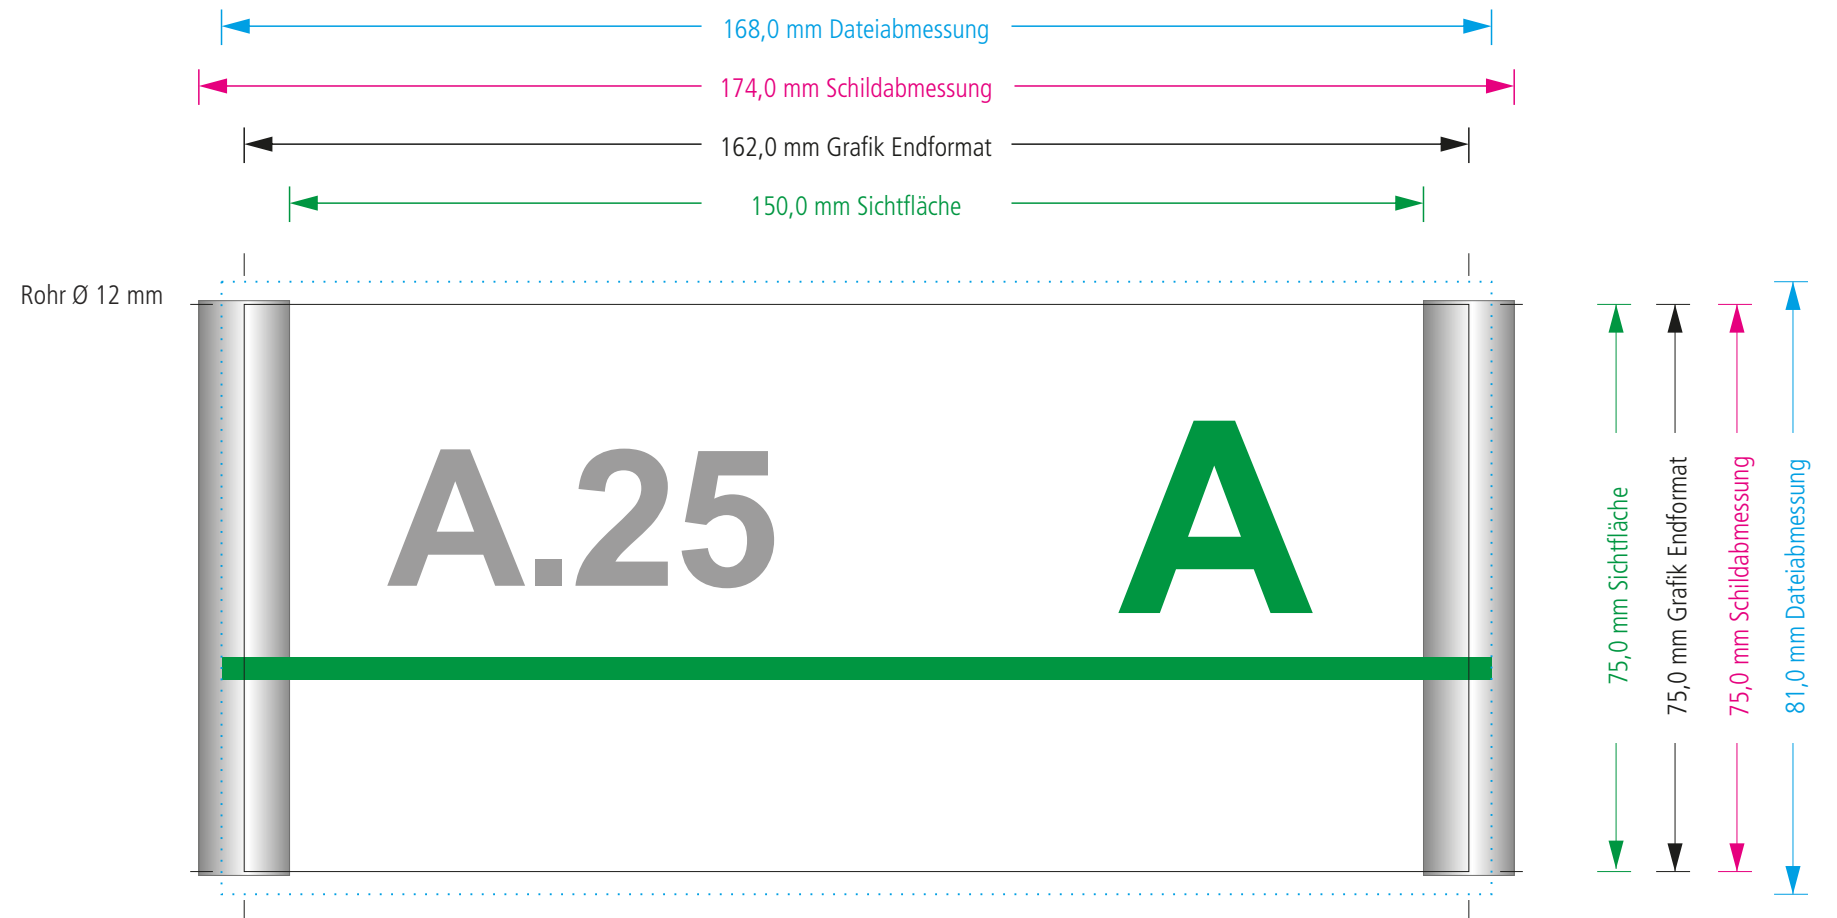 168,0 mm Dateiabmessung
174,0 mm Schildabmessung
162,0 mm Grafik Endformat
150,0 mm Sichtfläche
Rohr Ø 12 mm
A.25
A
75,0 mm Sichtfläche
75,0 mm Grafik Endformat
75,0 mm Schildabmessung
81,0 mm Dateiabmessung